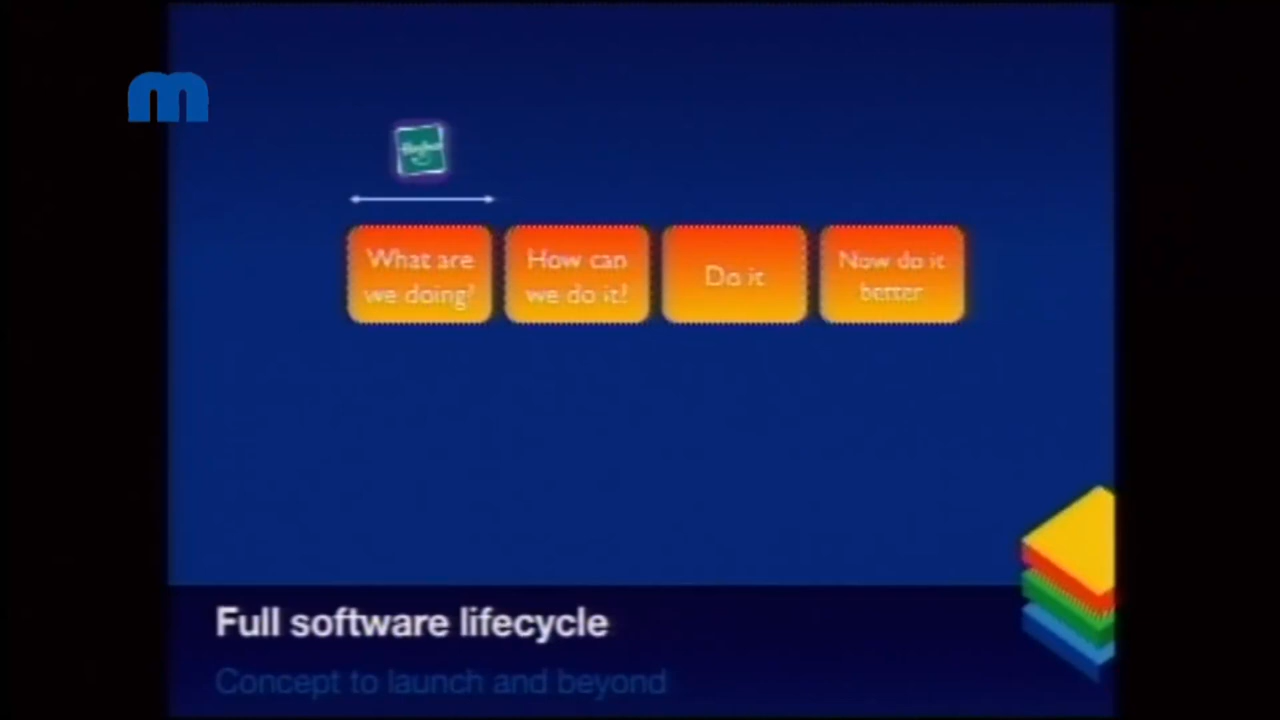 m
Hasbro
What are
we doing?
How can
we do it?
Do it
Now do it
better
Full software lifecycle
Concept to launch and beyond